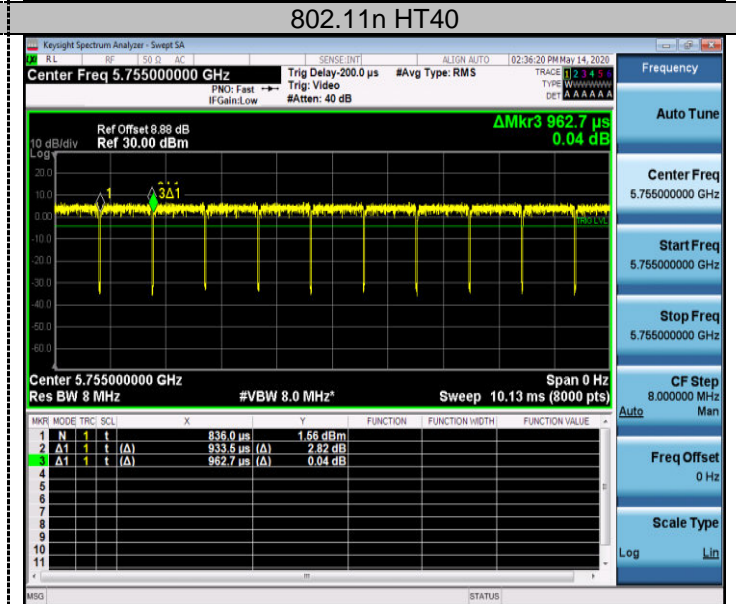 802.11n HT40
Keysight Spectrum Analyzer - Swept SA
RL RF 50 Ω AC SENSE:INT ALIGN AUTO 02:36:20 PM May 14, 2020
Center Freq 5.755000000 GHz
PNO: Fast
IFGain:Low
Trig Delay-200.0 µs
Trig: Video
#Atten: 40 dB
#Avg Type: RMS
TRACE 1 2 3 4 5 6
TYPE W
DET A A A A A A
Frequency
Auto Tune
Center Freq
5.755000000 GHz
Start Freq
5.755000000 GHz
Stop Freq
5.755000000 GHz
CF Step
8.000000 MHz
Auto Man
Freq Offset
0 Hz
Scale Type
Log Lin
Ref Offset 8.88 dB
Ref 30.00 dBm
10 dB/div
Log
ΔMkr3 962.7 µs
0.04 dB
20.0
10.0
0.00
-10.0
-20.0
-30.0
-40.0
-50.0
-60.0
1
3Δ1
TRIG LVL
Center 5.755000000 GHz Span 0 Hz
Res BW 8 MHz #VBW 8.0 MHz* Sweep 10.13 ms (8000 pts)
MKR MODE TRC SCL X Y FUNCTION FUNCTION WIDTH FUNCTION VALUE
1 N 1 t 836.0 µs 1.56 dBm
2 Δ1 1 t (Δ) 933.5 µs (Δ) 2.82 dB
3 Δ1 1 t (Δ) 962.7 µs (Δ) 0.04 dB
4
5
6
7
8
9
10
11
MSG STATUS